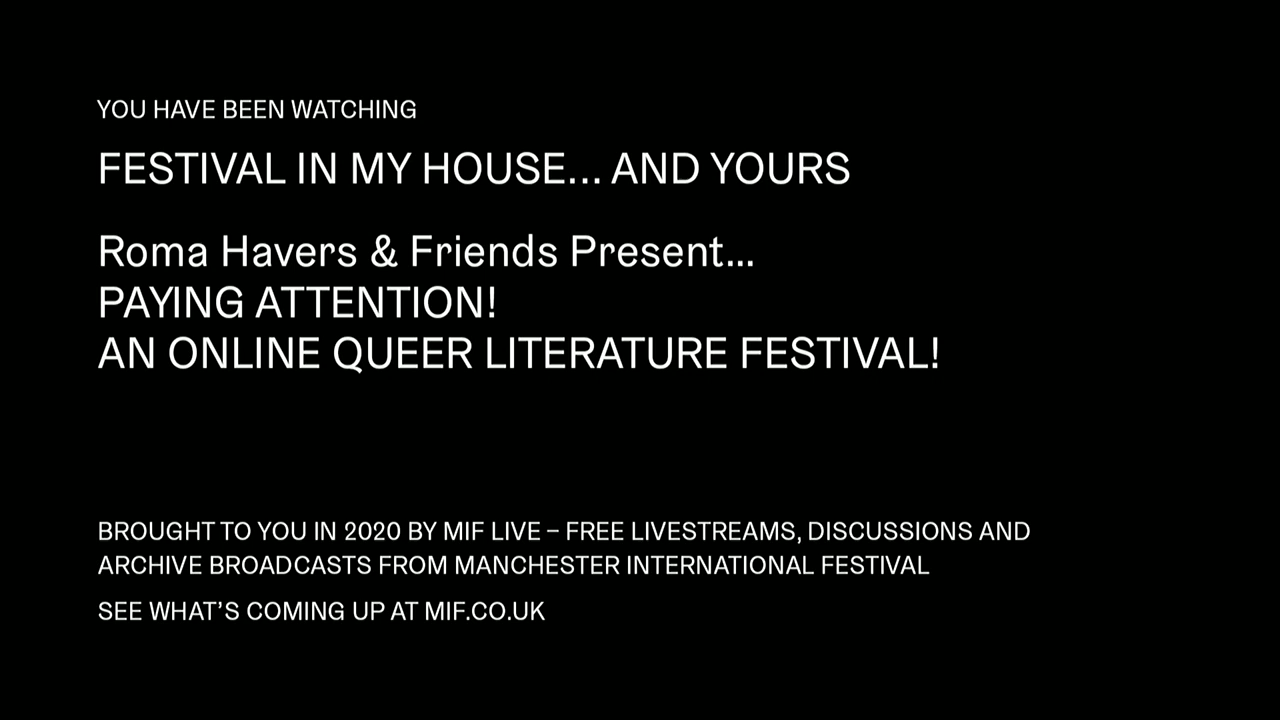 YOU HAVE BEEN WATCHING
FESTIVAL IN MY HOUSE... AND YOURS
Roma Havers & Friends Present...
PAYING ATTENTION!
AN ONLINE QUEER LITERATURE FESTIVAL!
BROUGHT TO YOU IN 2020 BY MIF LIVE – FREE LIVESTREAMS, DISCUSSIONS AND
ARCHIVE BROADCASTS FROM MANCHESTER INTERNATIONAL FESTIVAL
SEE WHAT’S COMING UP AT MIF.CO.UK